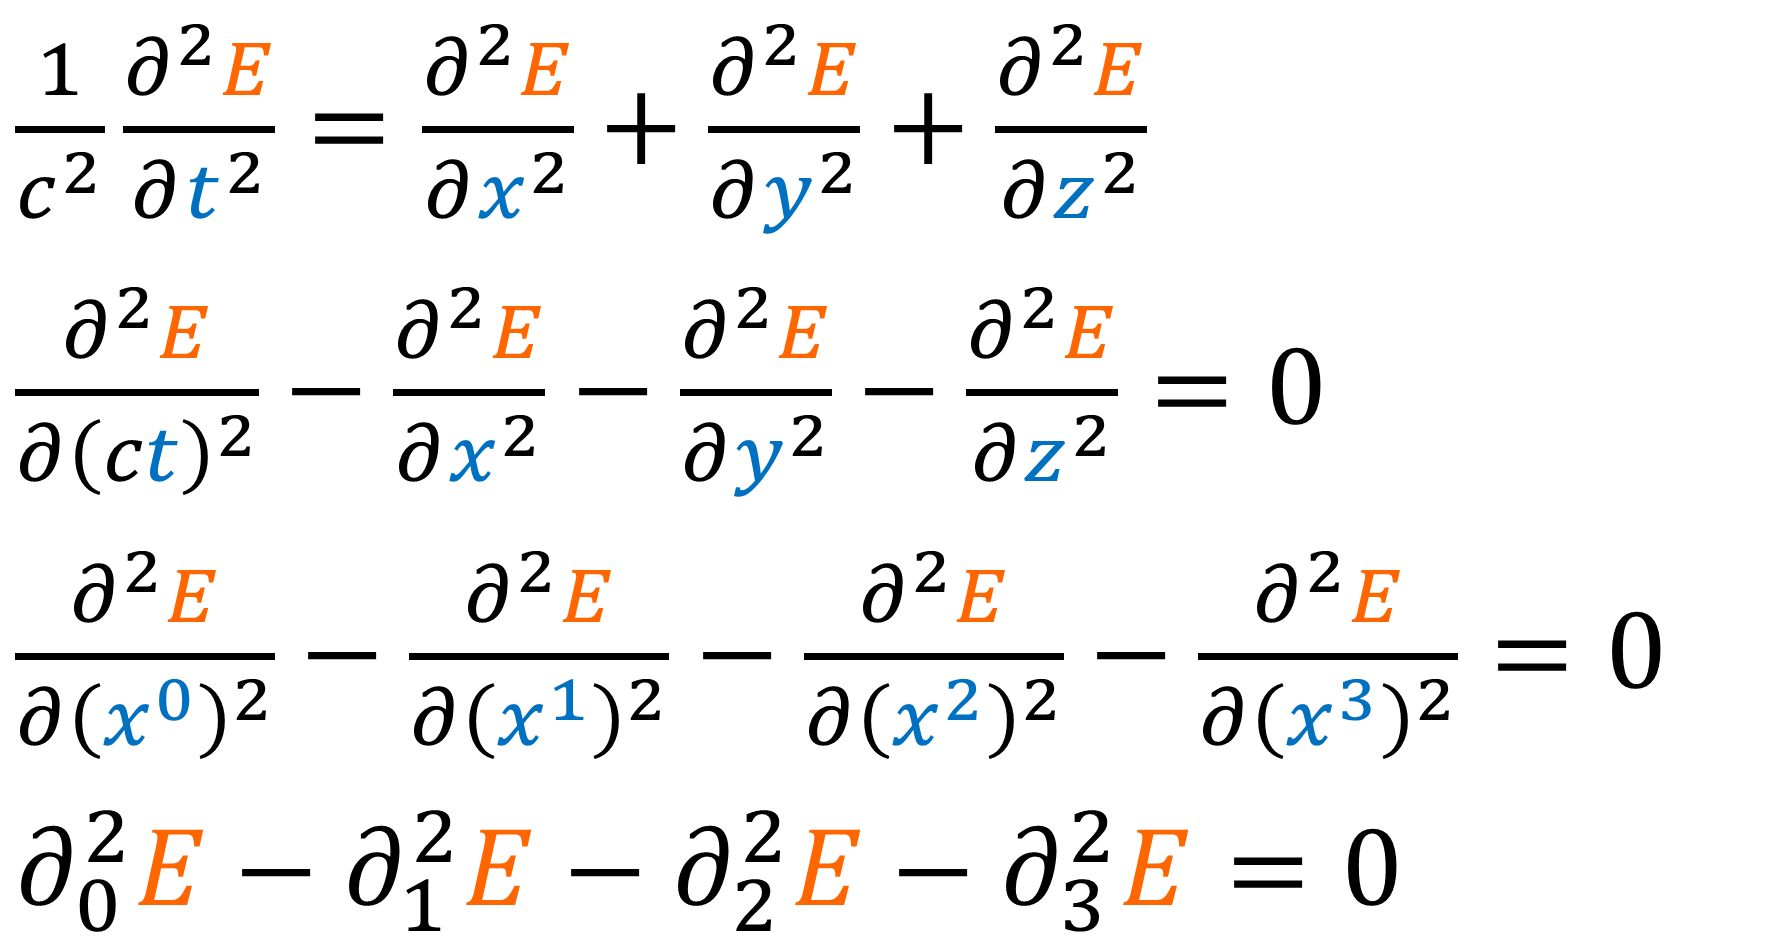 1/c² ∂²E/∂t² = ∂²E/∂x² + ∂²E/∂y² + ∂²E/∂z²
∂²E/∂(ct)² − ∂²E/∂x² − ∂²E/∂y² − ∂²E/∂z² = 0
∂²E/∂(x⁰)² − ∂²E/∂(x¹)² − ∂²E/∂(x²)² − ∂²E/∂(x³)² = 0
∂₀²E − ∂₁²E − ∂₂²E − ∂₃²E = 0